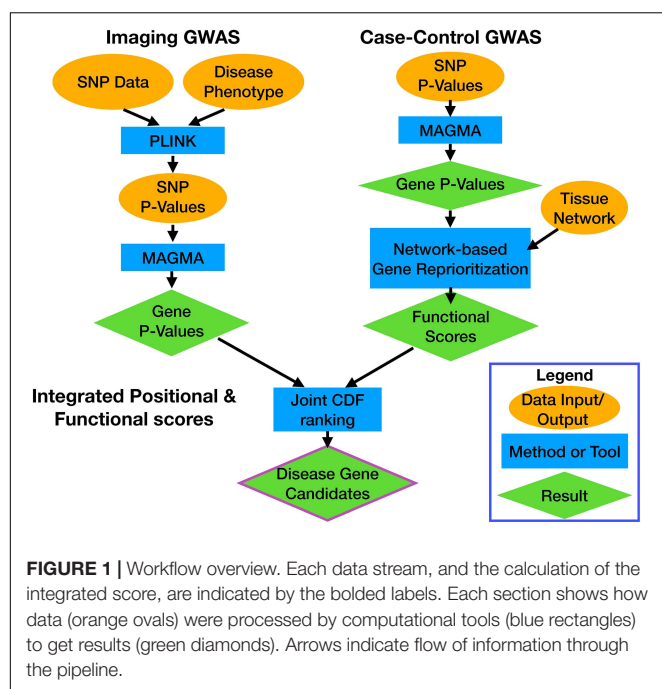 Imaging GWAS
SNP Data
Disease
Phenotype
PLINK
SNP
P-Values
MAGMA
Gene
P-Values
Case-Control GWAS
SNP
P-Values
MAGMA
Gene P-Values
Tissue
Network
Network-based
Gene Reprioritization
Functional
Scores
Integrated Positional &
Functional scores
Joint CDF
ranking
Disease Gene
Candidates
Legend
Data Input/
Output
Method or Tool
Result
FIGURE 1 | Workflow overview. Each data stream, and the calculation of the
integrated score, are indicated by the bolded labels. Each section shows how
data (orange ovals) were processed by computational tools (blue rectangles)
to get results (green diamonds). Arrows indicate flow of information through
the pipeline.